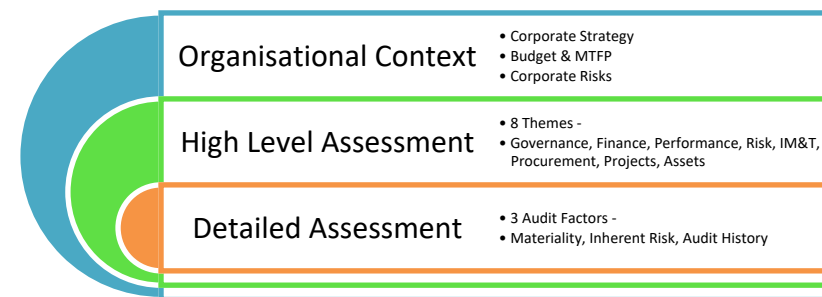 Organisational Context
• Corporate Strategy
• Budget & MTFP
• Corporate Risks
High Level Assessment
• 8 Themes -
• Governance, Finance, Performance, Risk, IM&T,
Procurement, Projects, Assets
Detailed Assessment
• 3 Audit Factors -
• Materiality, Inherent Risk, Audit History